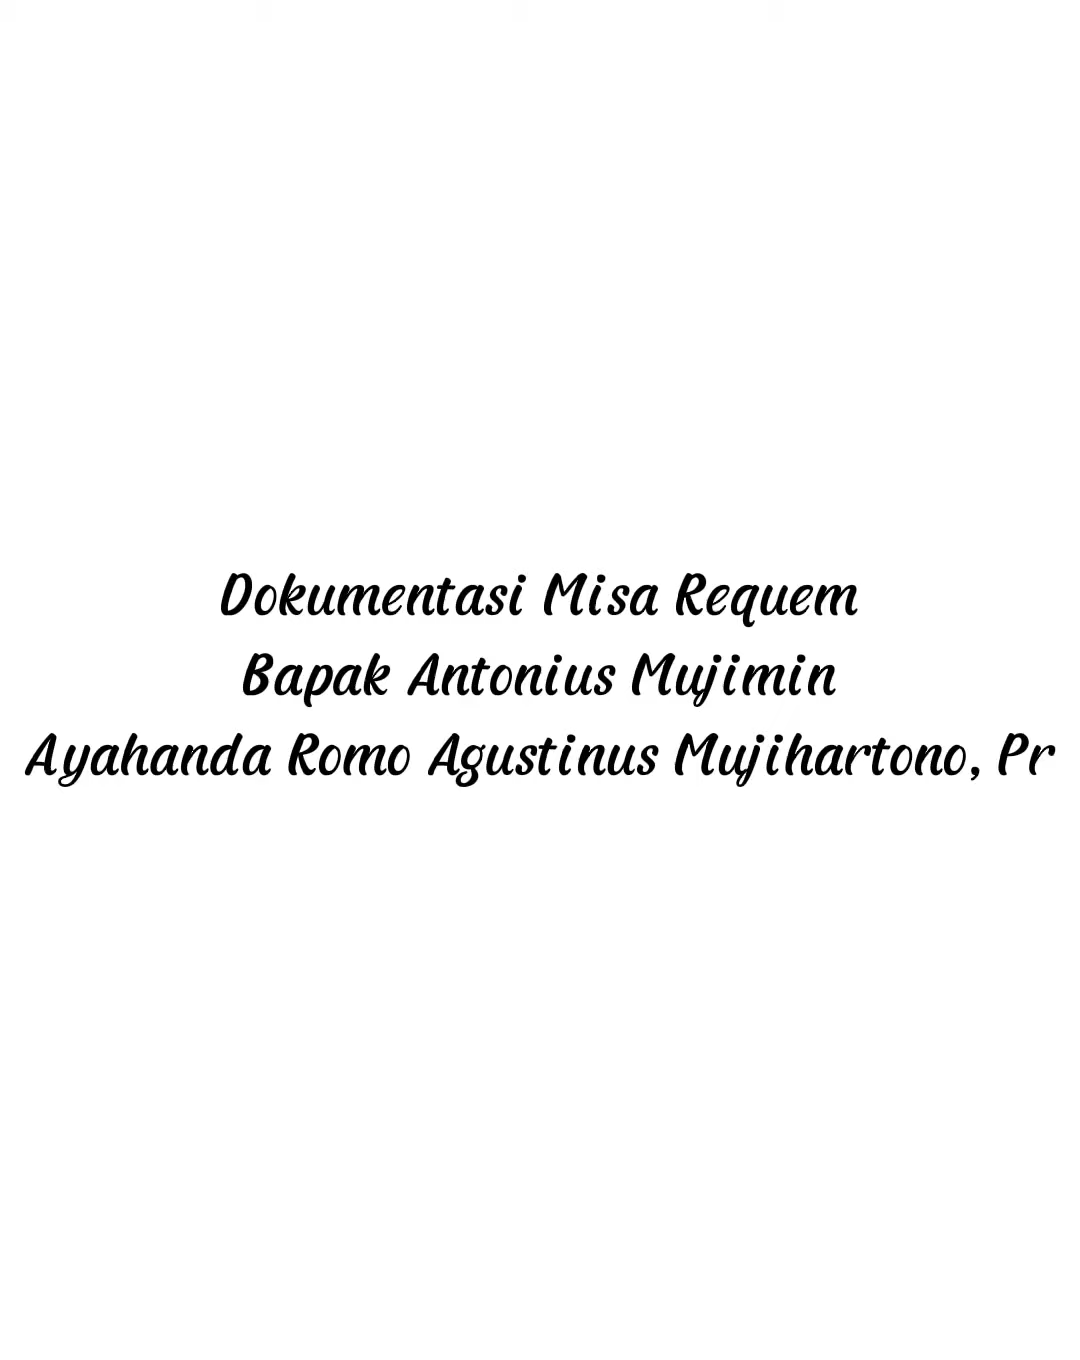 Dokumentasi Misa Requem
Bapak Antonius Mujimin
Ayahanda Romo Agustinus Mujihartono, Pr